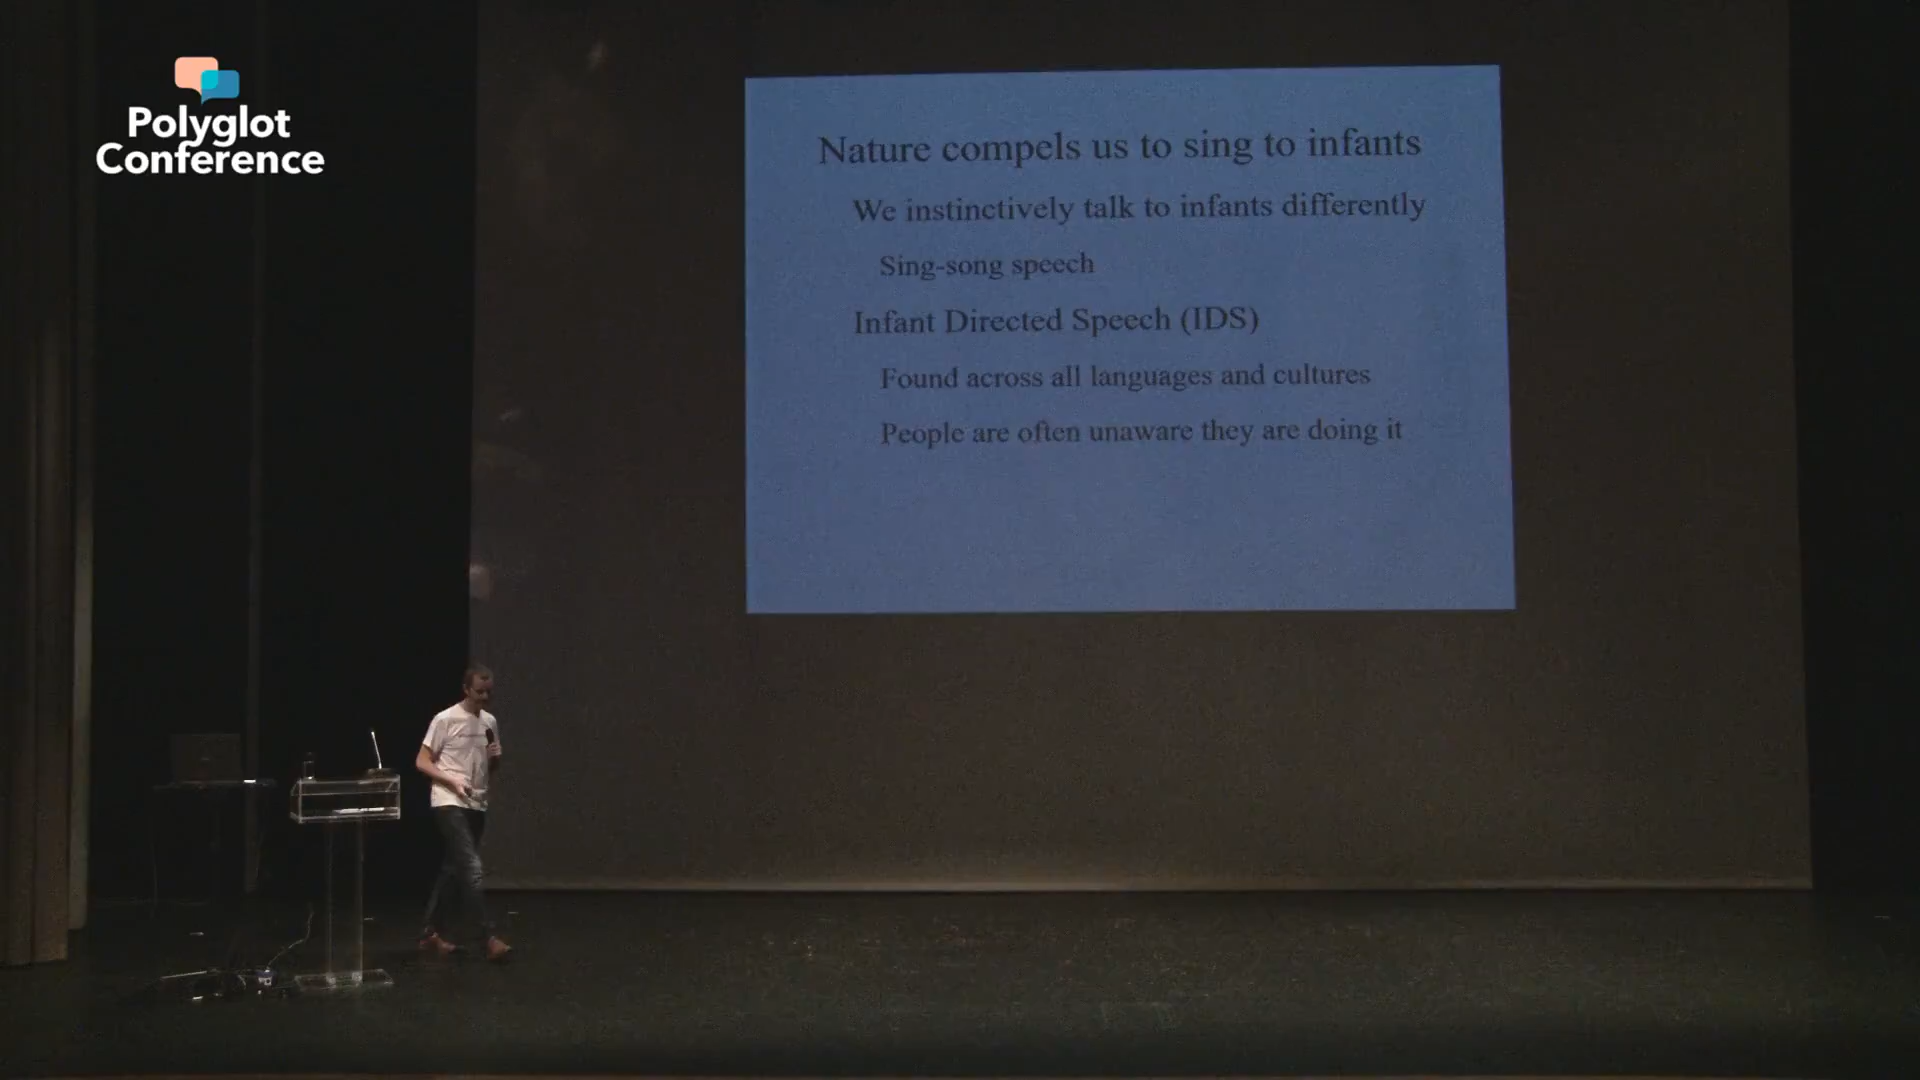 Polyglot
Conference
Nature compels us to sing to infants
We instinctively talk to infants differently
Sing-song speech
Infant Directed Speech (IDS)
Found across all languages and cultures
People are often unaware they are doing it